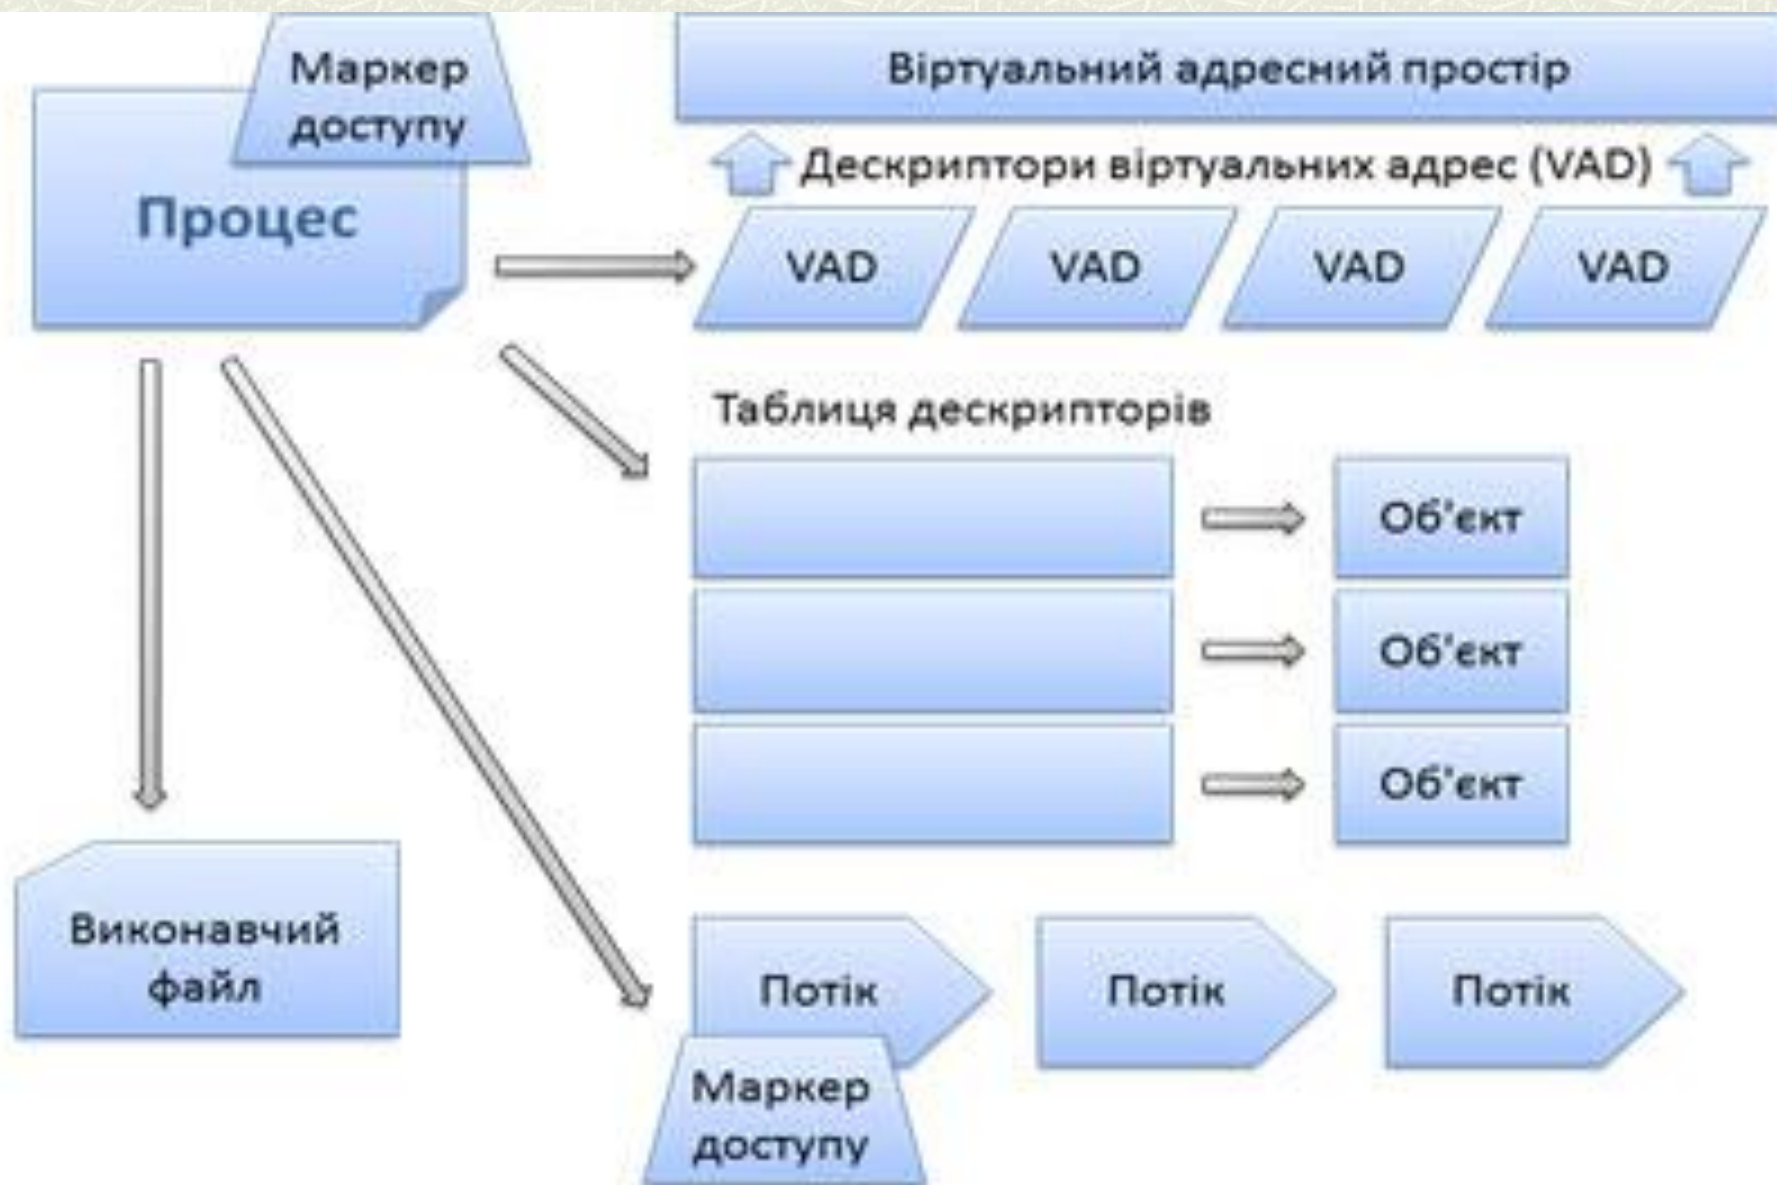 Маркер
доступу
Процес
Віртуальний адресний простір
Дескриптори віртуальних адрес (VAD)
VAD
VAD
VAD
VAD
Таблиця дескрипторів
Об'єкт
Об'єкт
Об'єкт
Виконавчий
файл
Потік
Потік
Потік
Маркер
доступу